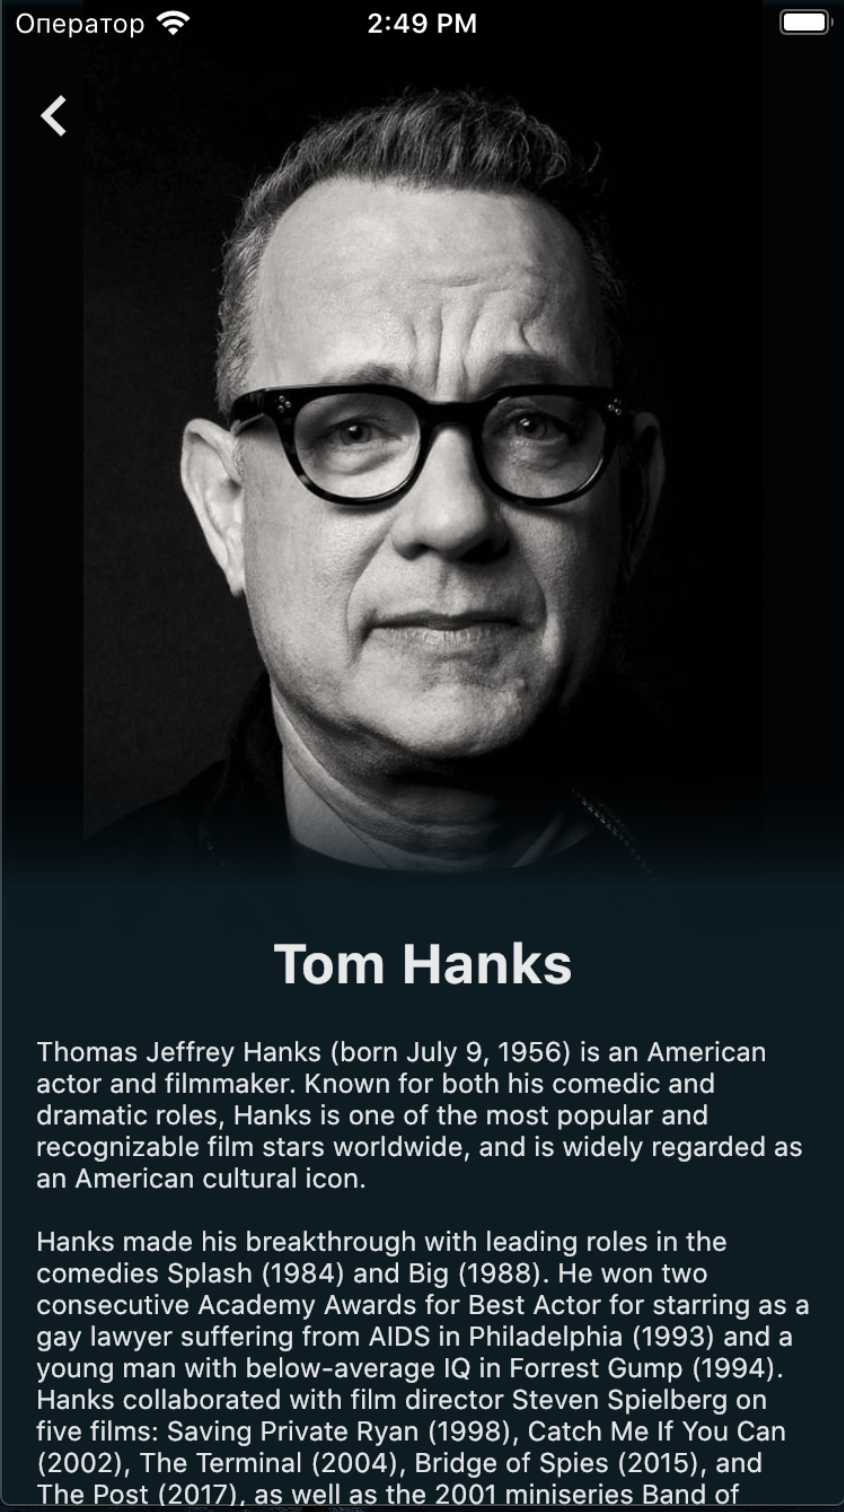 Оператор 2:49 PM
Tom Hanks
Thomas Jeffrey Hanks (born July 9, 1956) is an American
actor and filmmaker. Known for both his comedic and
dramatic roles, Hanks is one of the most popular and
recognizable film stars worldwide, and is widely regarded as
an American cultural icon.
Hanks made his breakthrough with leading roles in the
comedies Splash (1984) and Big (1988). He won two
consecutive Academy Awards for Best Actor for starring as a
gay lawyer suffering from AIDS in Philadelphia (1993) and a
young man with below-average IQ in Forrest Gump (1994).
Hanks collaborated with film director Steven Spielberg on
five films: Saving Private Ryan (1998), Catch Me If You Can
(2002), The Terminal (2004), Bridge of Spies (2015), and
The Post (2017), as well as the 2001 miniseries Band of